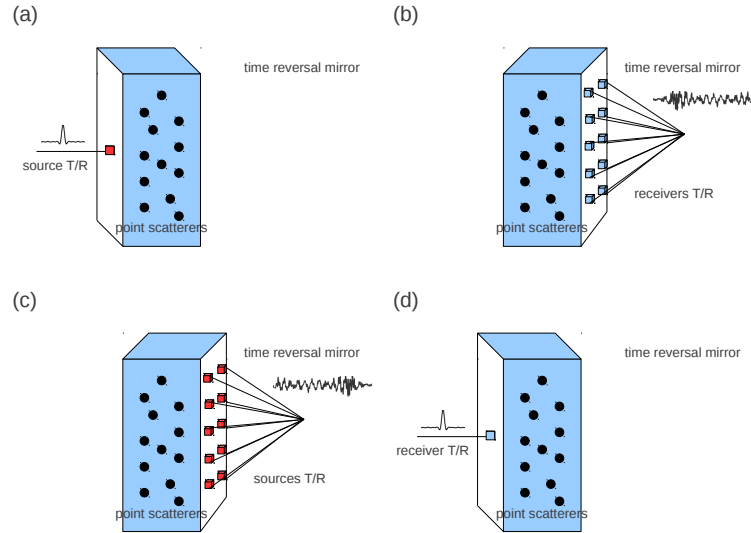 (a)
time reversal mirror
source T/R
point scatterers
(b)
time reversal mirror
receivers T/R
point scatterers
(c)
time reversal mirror
sources T/R
point scatterers
(d)
time reversal mirror
receiver T/R
point scatterers